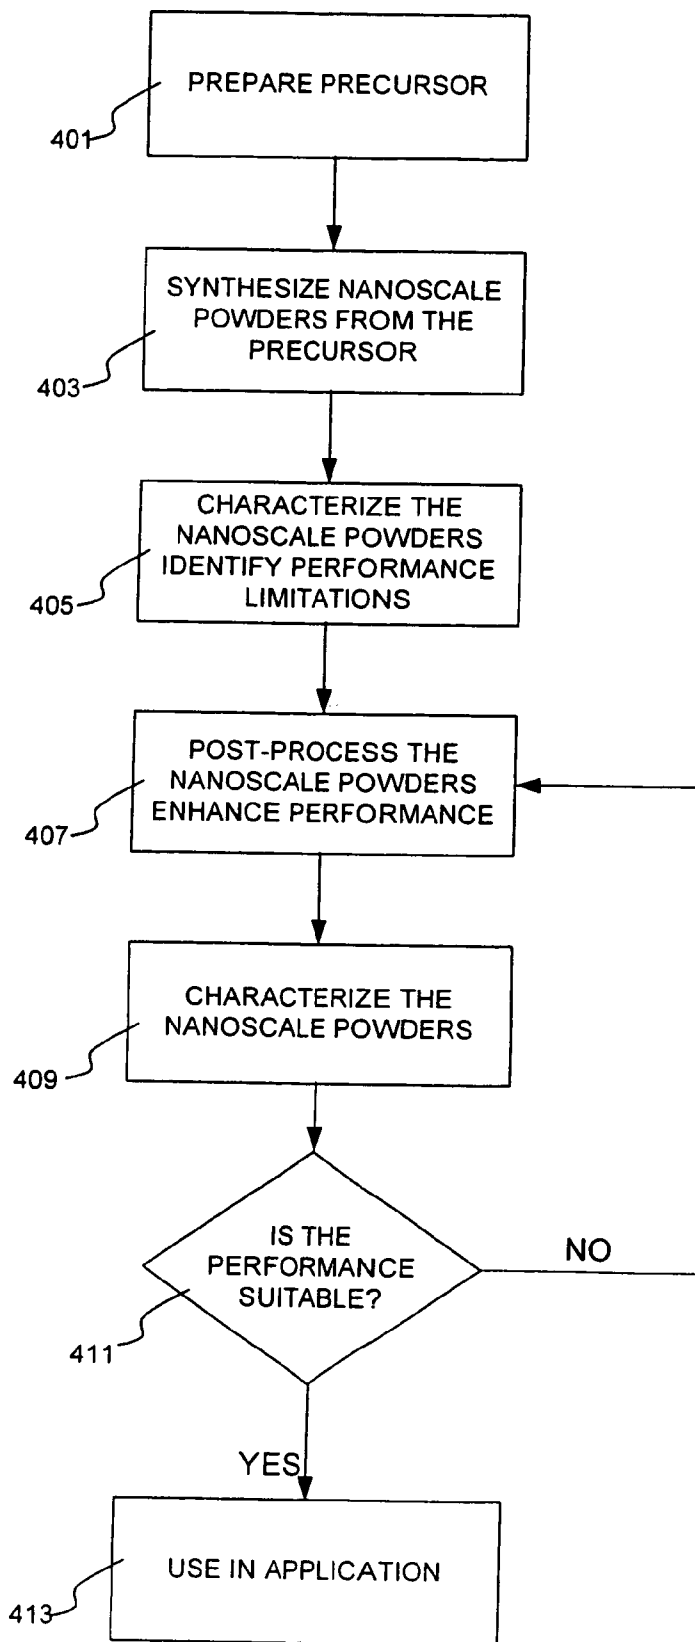 PREPARE PRECURSOR
401
SYNTHESIZE NANOSCALE
POWDERS FROM THE
PRECURSOR
403
CHARACTERIZE THE
NANOSCALE POWDERS
IDENTIFY PERFORMANCE
LIMITATIONS
405
POST-PROCESS THE
NANOSCALE POWDERS
ENHANCE PERFORMANCE
407
CHARACTERIZE THE
NANOSCALE POWDERS
409
IS THE
PERFORMANCE
SUITABLE?
NO
411
YES
USE IN APPLICATION
413